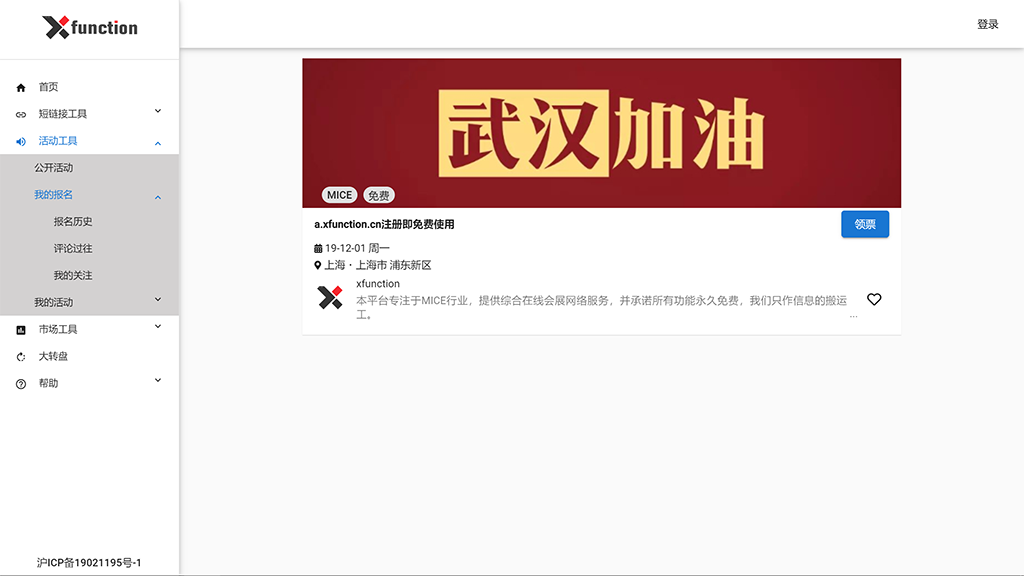 Xfunction
登录
首页
短链接工具
活动工具
公开活动
我的报名
报名历史
评论过往
我的关注
我的活动
市场工具
大转盘
帮助
沪ICP备19021195号-1
武汉加油
MICE 免费
a.xfunction.cn注册即免费使用
领票
19-12-01 周一
上海・上海市 浦东新区
xfunction
本平台专注于MICE行业，提供综合在线会展网络服务，并承诺所有功能永久免费，我们只作信息的搬运
工。 ...